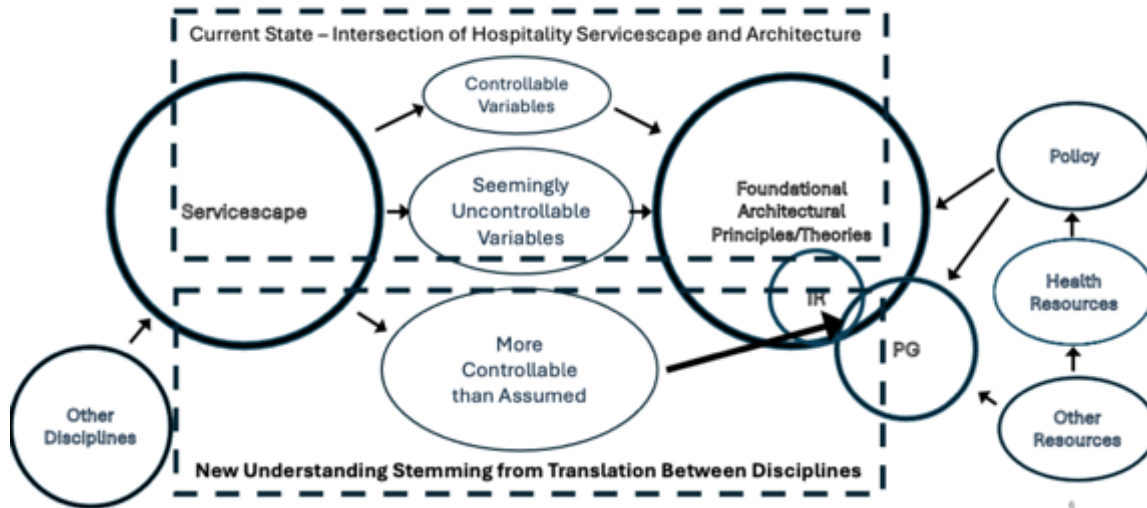 Current State – Intersection of Hospitality Servicescape and Architecture
Controllable
Variables
Servicescape
Seemingly
Uncontrollable
Variables
Foundational
Architectural
Principles/Theories
Policy
Health
Resources
IR
PG
More
Controllable
than Assumed
Other
Disciplines
Other
Resources
New Understanding Stemming from Translation Between Disciplines
6